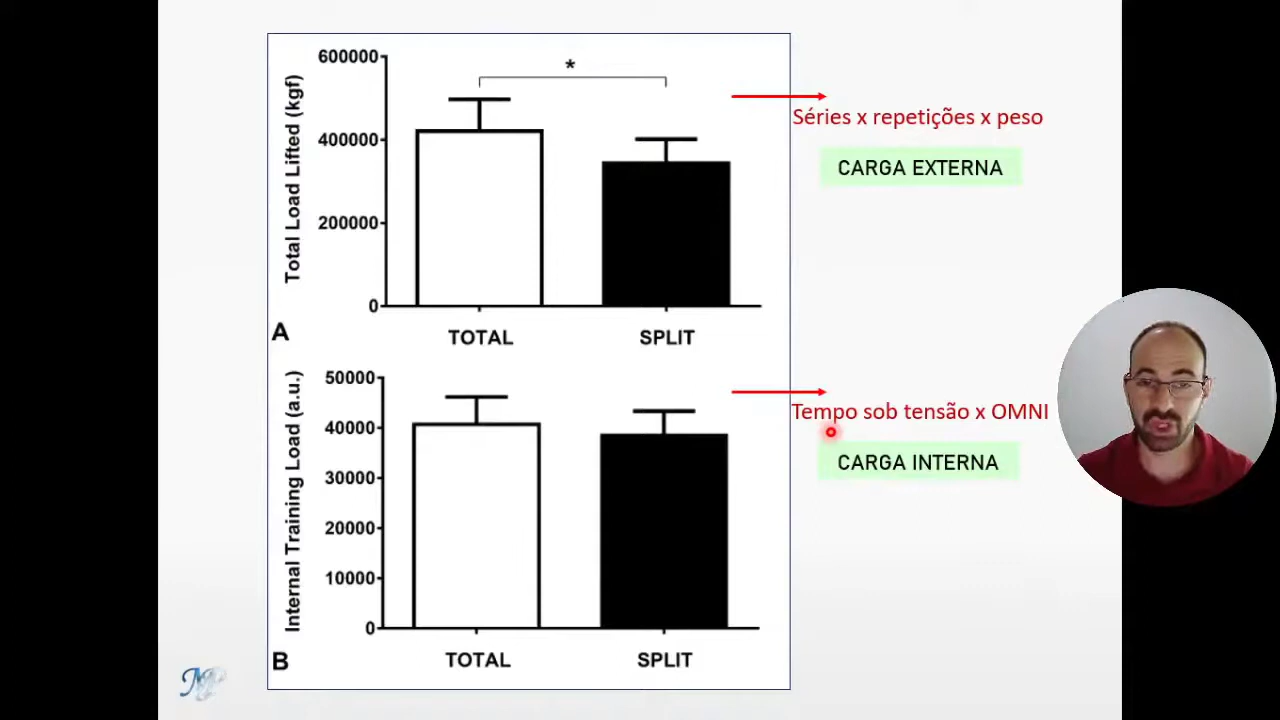 600000
*
Total Load Lifted (kgf)
400000
200000
0
A
TOTAL
SPLIT
Séries x repetições x peso
CARGA EXTERNA
50000
Internal Training Load (a.u.)
40000
30000
20000
10000
0
B
TOTAL
SPLIT
Tempo sob tensão x OMNI
CARGA INTERNA